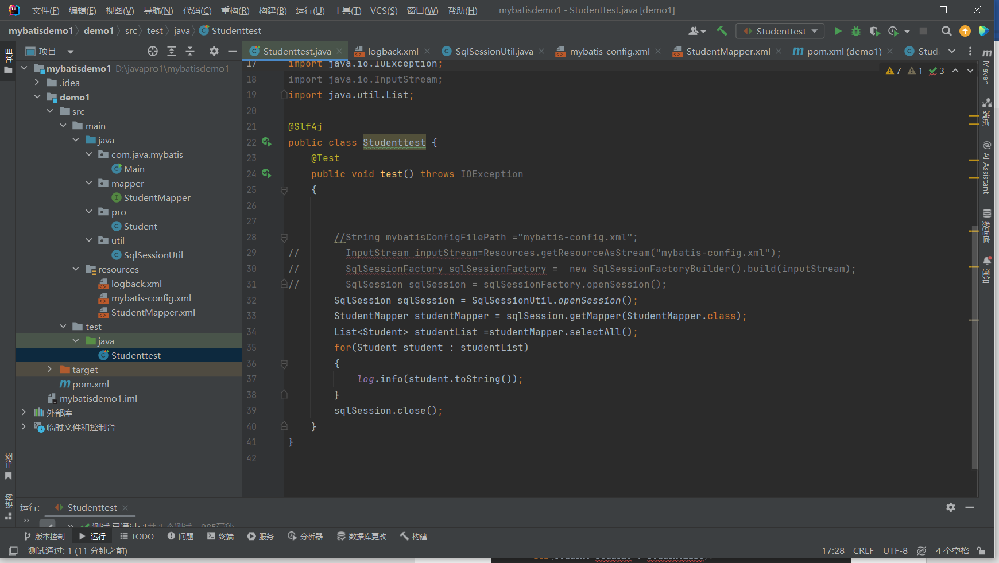 文件(F) 编辑(E) 视图(V) 导航(N) 代码(C) 重构(R) 构建(B) 运行(U) 工具(T) VCS(S) 窗口(W) 帮助(H) mybatisdemo1 - Studenttest.java [demo1]
mybatisdemo1 demo1 src test java Studenttest
Studenttest
项目
Studenttest.java logback.xml SqlSessionUtil.java mybatis-config.xml StudentMapper.xml pom.xml (demo1) Stud
项目
mybatisdemo1 D:\javapro1\mybatisdemo1
.idea
demo1
src
main
java
com.java.mybatis
Main
mapper
StudentMapper
pro
Student
util
SqlSessionUtil
resources
logback.xml
mybatis-config.xml
StudentMapper.xml
test
java
Studenttest
target
pom.xml
mybatisdemo1.iml
外部库
临时文件和控制台
书签
结构
7 1 3
17 import java.io.IOException;
18 import java.io.InputStream;
19 import java.util.List;
20
21 @Slf4j
22 public class Studenttest {
23 @Test
24 public void test() throws IOException
25 {
26
27
28 //String mybatisConfigFilePath ="mybatis-config.xml";
29 // InputStream inputStream=Resources.getResourceAsStream("mybatis-config.xml");
30 // SqlSessionFactory sqlSessionFactory = new SqlSessionFactoryBuilder().build(inputStream);
31 // SqlSession sqlSession = sqlSessionFactory.openSession();
32 SqlSession sqlSession = SqlSessionUtil.openSession();
33 StudentMapper studentMapper = sqlSession.getMapper(StudentMapper.class);
34 List<Student> studentList =studentMapper.selectAll();
35 for(Student student : studentList)
36 {
37 log.info(student.toString());
38 }
39 sqlSession.close();
40 }
41 }
42
Maven
端点
AI Assistant
数据库
通知
运行: Studenttest
测试 已通过: 1共 1 个测试 – 985毫秒
版本控制 运行 TODO 问题 终端 服务 分析器 数据库更改 构建
测试通过: 1 (11 分钟之前) 17:28 CRLF UTF-8 4 个空格